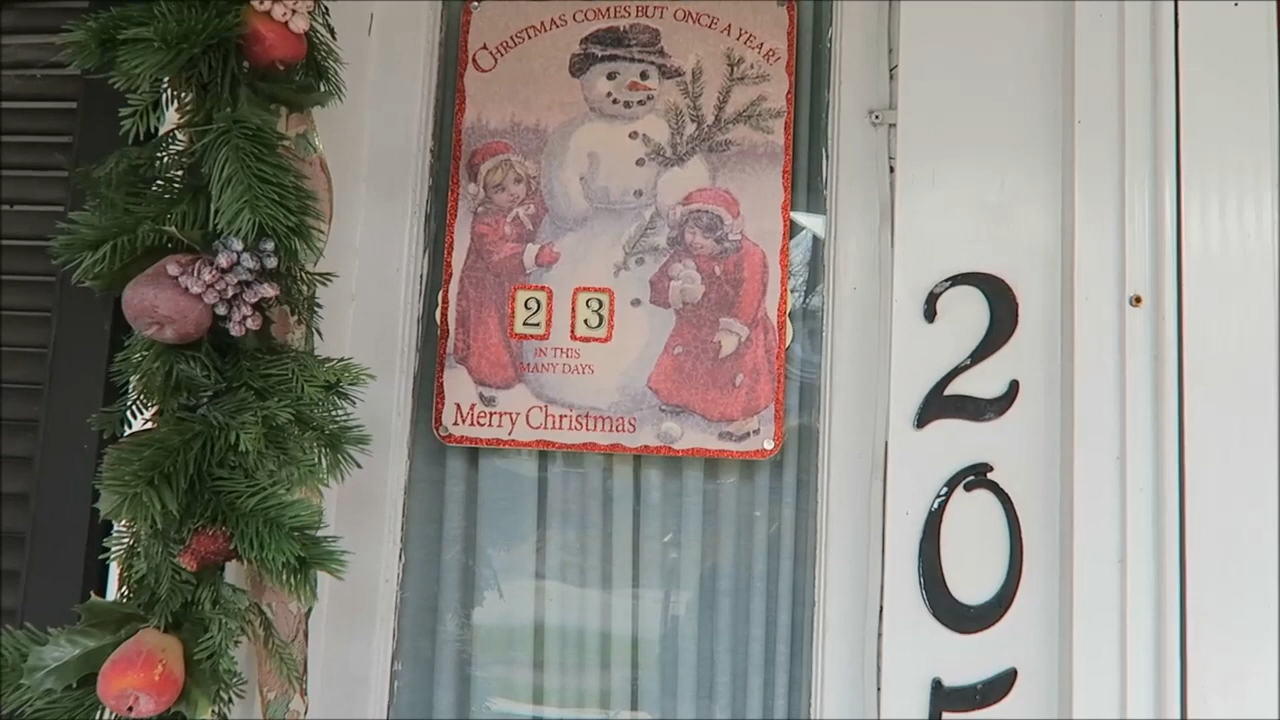 CHRISTMAS COMES BUT ONCE A YEAR!
2 3
IN THIS
MANY DAYS
Merry Christmas
2
0